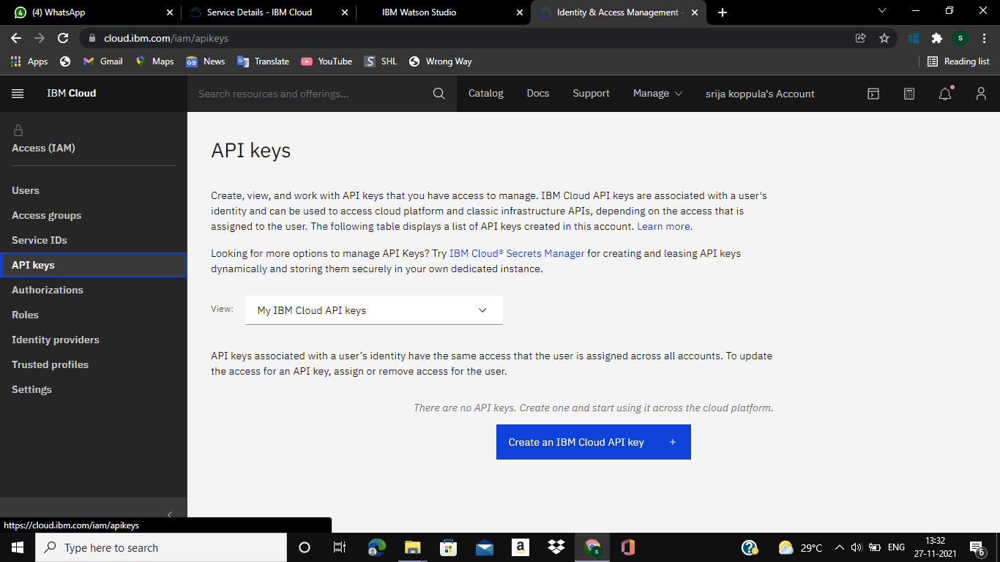 (4) WhatsApp
Service Details - IBM Cloud
IBM Watson Studio
Identity & Access Management -
cloud.ibm.com/iam/apikeys
S
Apps
Gmail
Maps
News
Translate
YouTube
SHL
Wrong Way
Reading list
IBM Cloud
Search resources and offerings...
Catalog
Docs
Support
Manage
srija koppula's Account
Access (IAM)
Users
Access groups
Service IDs
API keys
Authorizations
Roles
Identity providers
Trusted profiles
Settings
API keys
Create, view, and work with API keys that you have access to manage. IBM Cloud API keys are associated with a user's
identity and can be used to access cloud platform and classic infrastructure APIs, depending on the access that is
assigned to the user. The following table displays a list of API keys created in this account. Learn more.
Looking for more options to manage API Keys? Try IBM Cloud® Secrets Manager for creating and leasing API keys
dynamically and storing them securely in your own dedicated instance.
View:
My IBM Cloud API keys
API keys associated with a user’s identity have the same access that the user is assigned across all accounts. To update
the access for an API key, assign or remove access for the user.
There are no API keys. Create one and start using it across the cloud platform.
Create an IBM Cloud API key +
https://cloud.ibm.com/iam/apikeys
Type here to search
29°C
ENG
13:32
27-11-2021
6